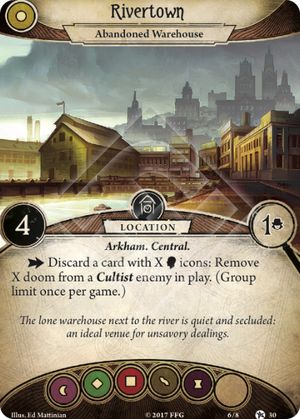 Rivertown
Abandoned Warehouse
4
LOCATION
1
Arkham. Central.
Discard a card with X icons: Remove
X doom from a Cultist enemy in play. (Group
limit once per game.)
The lone warehouse next to the river is quiet and secluded:
an ideal venue for unsavory dealings.
Illus. Ed Mattinian
© 2017 FFG
6/8
30